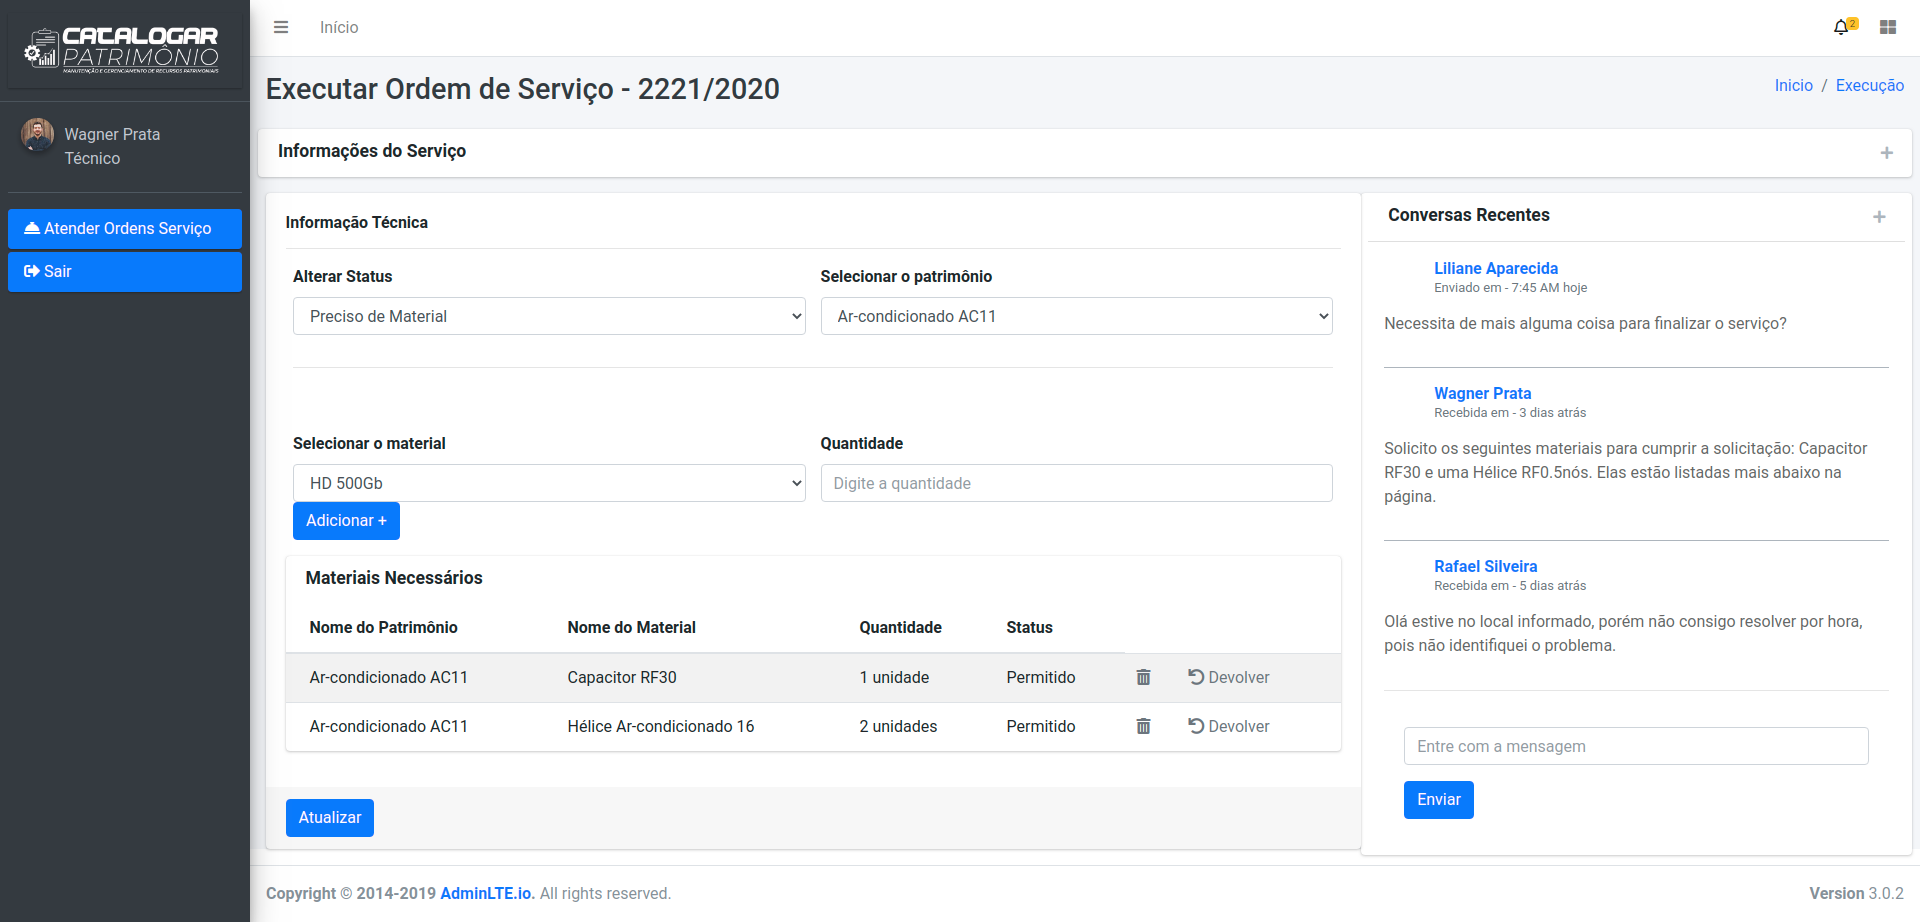 CATALOGAR
PATRIMÔNIO
MANUTENÇÃO E GERENCIAMENTO DE RECURSOS PATRIMONIAIS
Início
2
Wagner Prata
Técnico
Atender Ordens Serviço
Sair
Executar Ordem de Serviço - 2221/2020
Inicio / Execução
Informações do Serviço
Informação Técnica
Alterar Status
Selecionar o patrimônio
Preciso de Material
Ar-condicionado AC11
Selecionar o material
Quantidade
HD 500Gb
Digite a quantidade
Adicionar +
Materiais Necessários
Nome do Patrimônio Nome do Material Quantidade Status
Ar-condicionado AC11 Capacitor RF30 1 unidade Permitido Devolver
Ar-condicionado AC11 Hélice Ar-condicionado 16 2 unidades Permitido Devolver
Atualizar
Conversas Recentes
Liliane Aparecida
Enviado em - 7:45 AM hoje
Necessita de mais alguma coisa para finalizar o serviço?
Wagner Prata
Recebida em - 3 dias atrás
Solicito os seguintes materiais para cumprir a solicitação: Capacitor
RF30 e uma Hélice RF0.5nós. Elas estão listadas mais abaixo na
página.
Rafael Silveira
Recebida em - 5 dias atrás
Olá estive no local informado, porém não consigo resolver por hora,
pois não identifiquei o problema.
Entre com a mensagem
Enviar
Copyright © 2014-2019 AdminLTE.io. All rights reserved.
Version 3.0.2